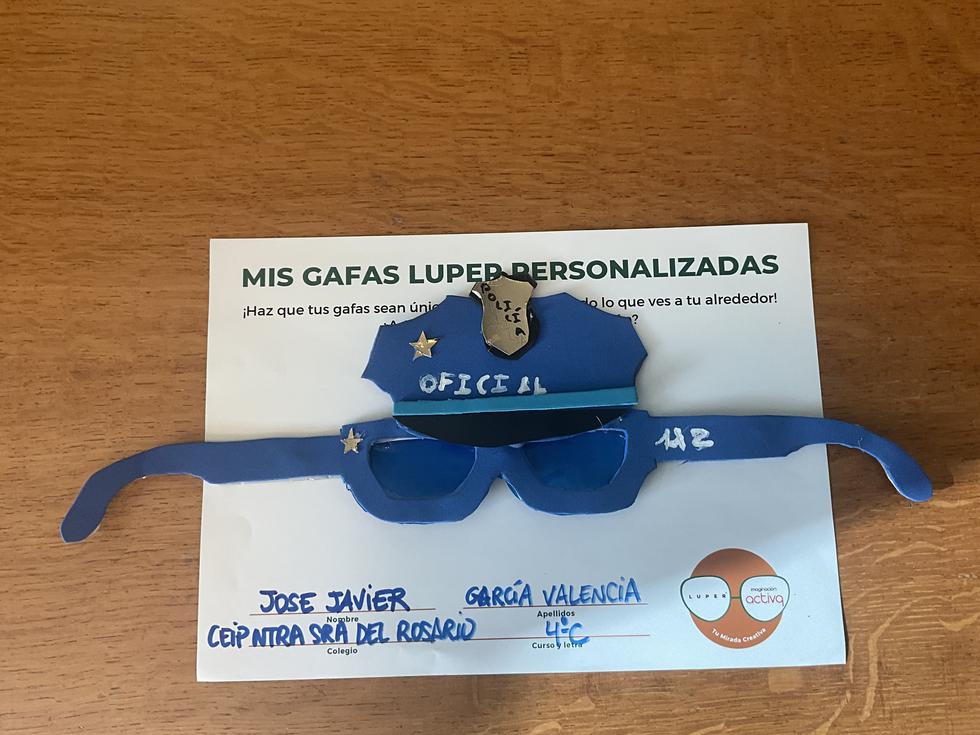 MIS GAFAS LUPER PERSONALIZADAS
¡Haz que tus gafas sean únic do lo que ves a tu alrededor!
POLICÍA
OFICIAL
112
JOSE JAVIER GARCÍA VALENCIA
Nombre Apellidos
CEIP NTRA SRA DEL ROSARIO 4ºC
Colegio Curso y letra
LUPER
imaginación
activa
Tu Mirada Creativa